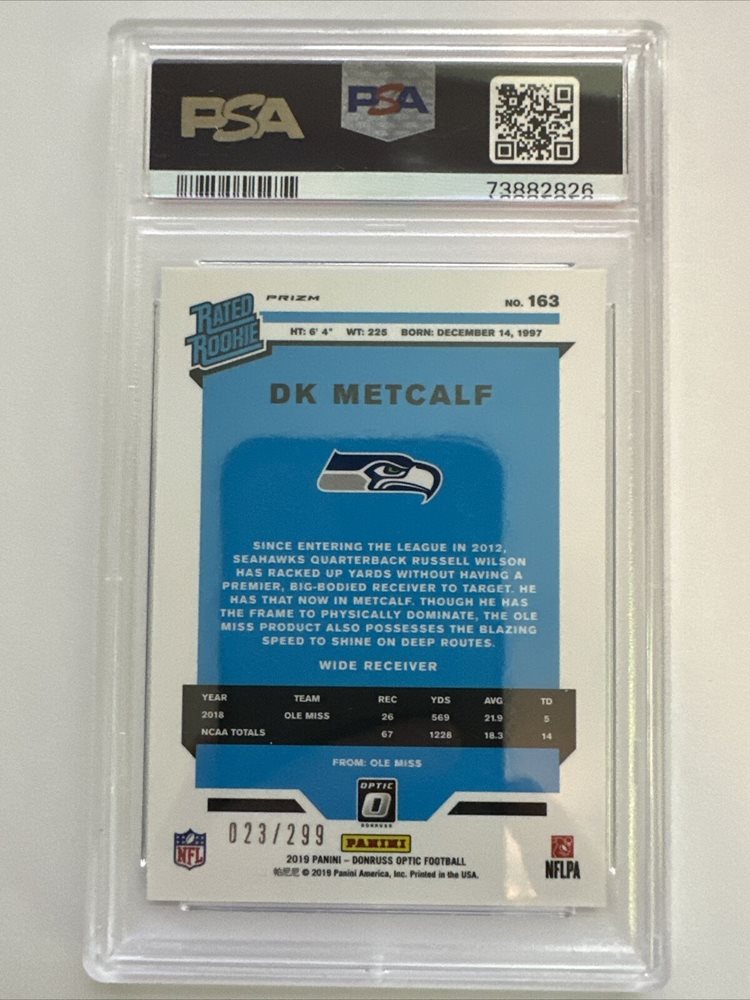 PSA PSA
73882826
PRIZM NO. 163
RATED
ROOKIE
HT: 6' 4" WT: 225 BORN: DECEMBER 14, 1997
DK METCALF
SINCE ENTERING THE LEAGUE IN 2012,
SEAHAWKS QUARTERBACK RUSSELL WILSON
HAS RACKED UP YARDS WITHOUT HAVING A
PREMIER, BIG-BODIED RECEIVER TO TARGET. HE
HAS THAT NOW IN METCALF. THOUGH HE HAS
THE FRAME TO PHYSICALLY DOMINATE, THE OLE
MISS PRODUCT ALSO POSSESSES THE BLAZING
SPEED TO SHINE ON DEEP ROUTES.
WIDE RECEIVER
YEAR TEAM REC YDS AVG TD
2018 OLE MISS 26 569 21.9 5
NCAA TOTALS 67 1228 18.3 14
FROM: OLE MISS
OPTIC
DONRUSS
023/299
PANINI
NFL
NFLPA
2019 PANINI – DONRUSS OPTIC FOOTBALL
帕尼尼 © 2019 Panini America, Inc. Printed in the USA.